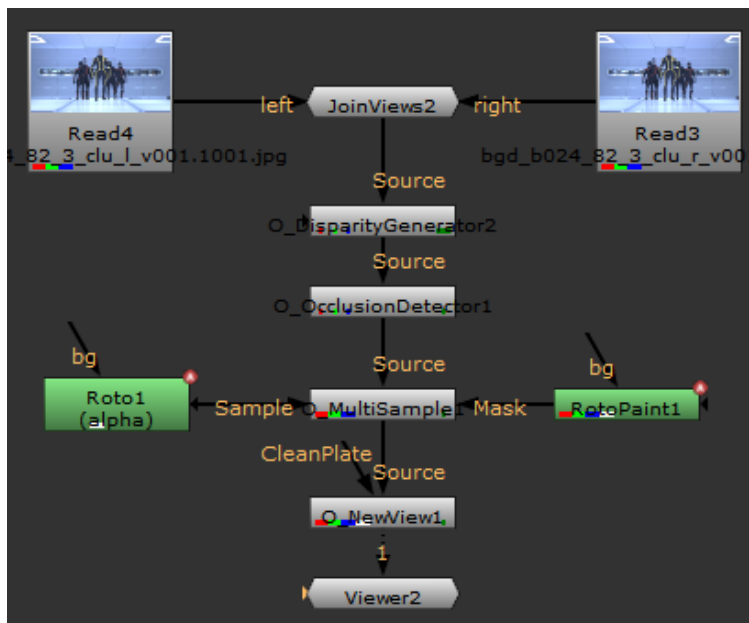 left
JoinViews2
right
Read4
4_82_3_clu_l_v001.1001.jpg
Read3
bgd_b024_82_3_clu_r_v00
Source
O_DisparityGenerator2
Source
O_OcclusionDetector1
Source
bg
bg
Roto1
(alpha)
Sample
O_MultiSample1
Mask
RotoPaint1
CleanPlate
Source
O_NewView1
1
Viewer2